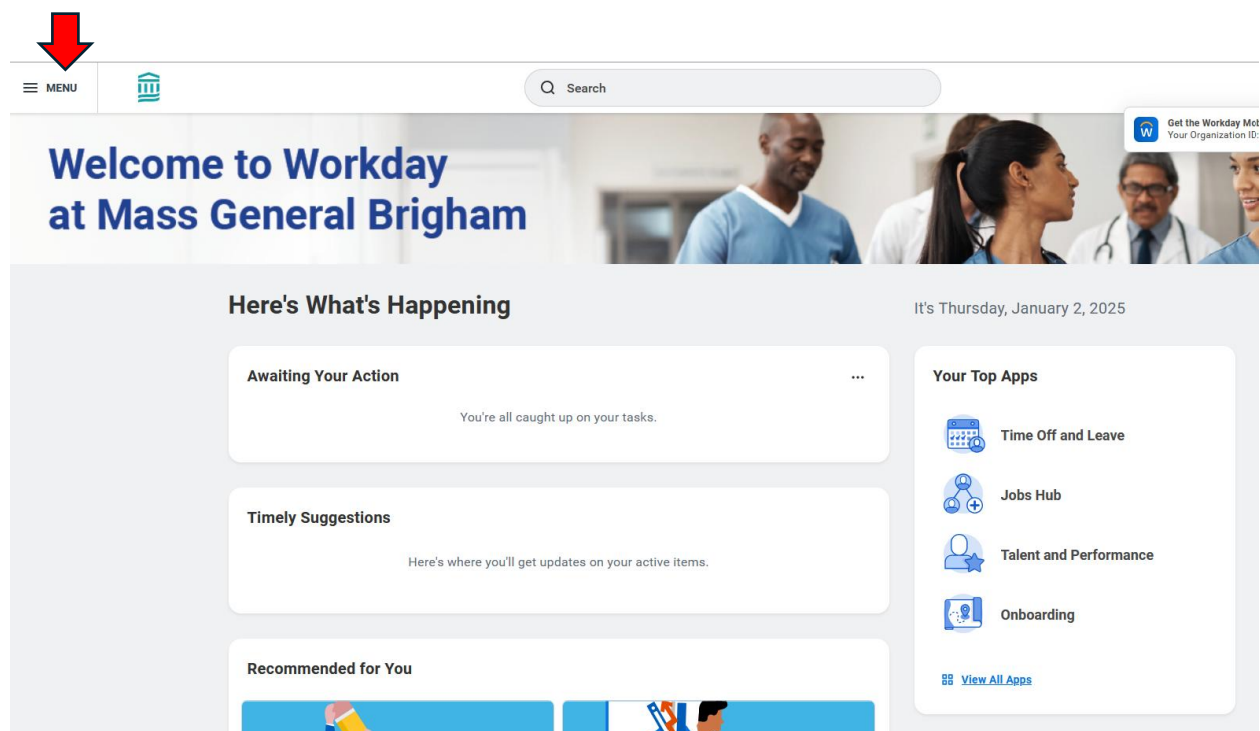 MENU
Search
Get the Workday
Your Organization ID:
Welcome to Workday
at Mass General Brigham
Here's What's Happening
It's Thursday, January 2, 2025
Awaiting Your Action
You're all caught up on your tasks.
Timely Suggestions
Here's where you'll get updates on your active items.
Recommended for You
Your Top Apps
Time Off and Leave
Jobs Hub
Talent and Performance
Onboarding
View All Apps